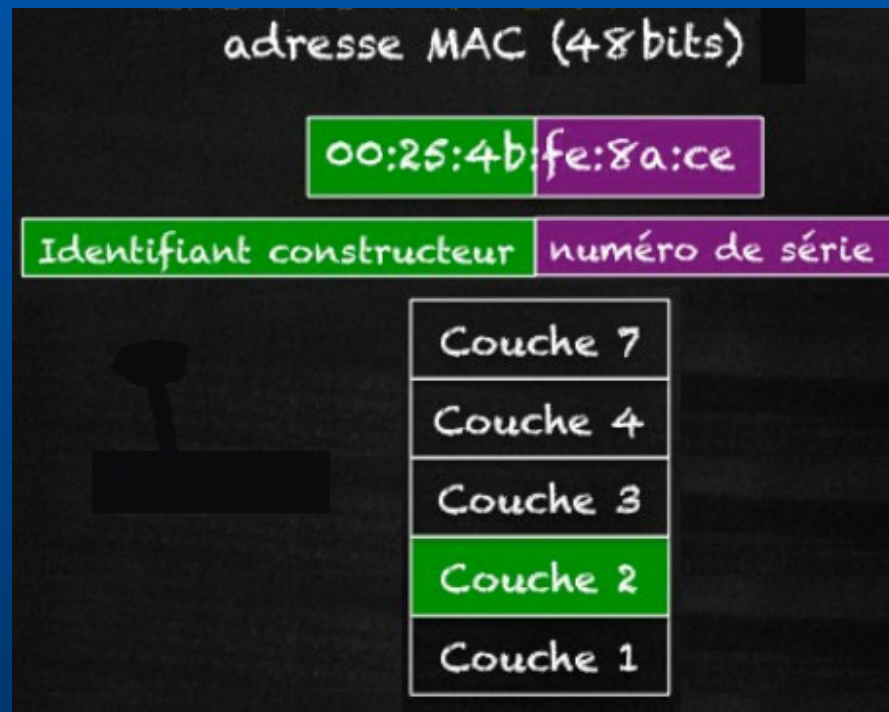 adresse MAC (48bits)
00:25:4b:fe:8a:ce
Identifiant constructeur numéro de série
Couche 7
Couche 4
Couche 3
Couche 2
Couche 1